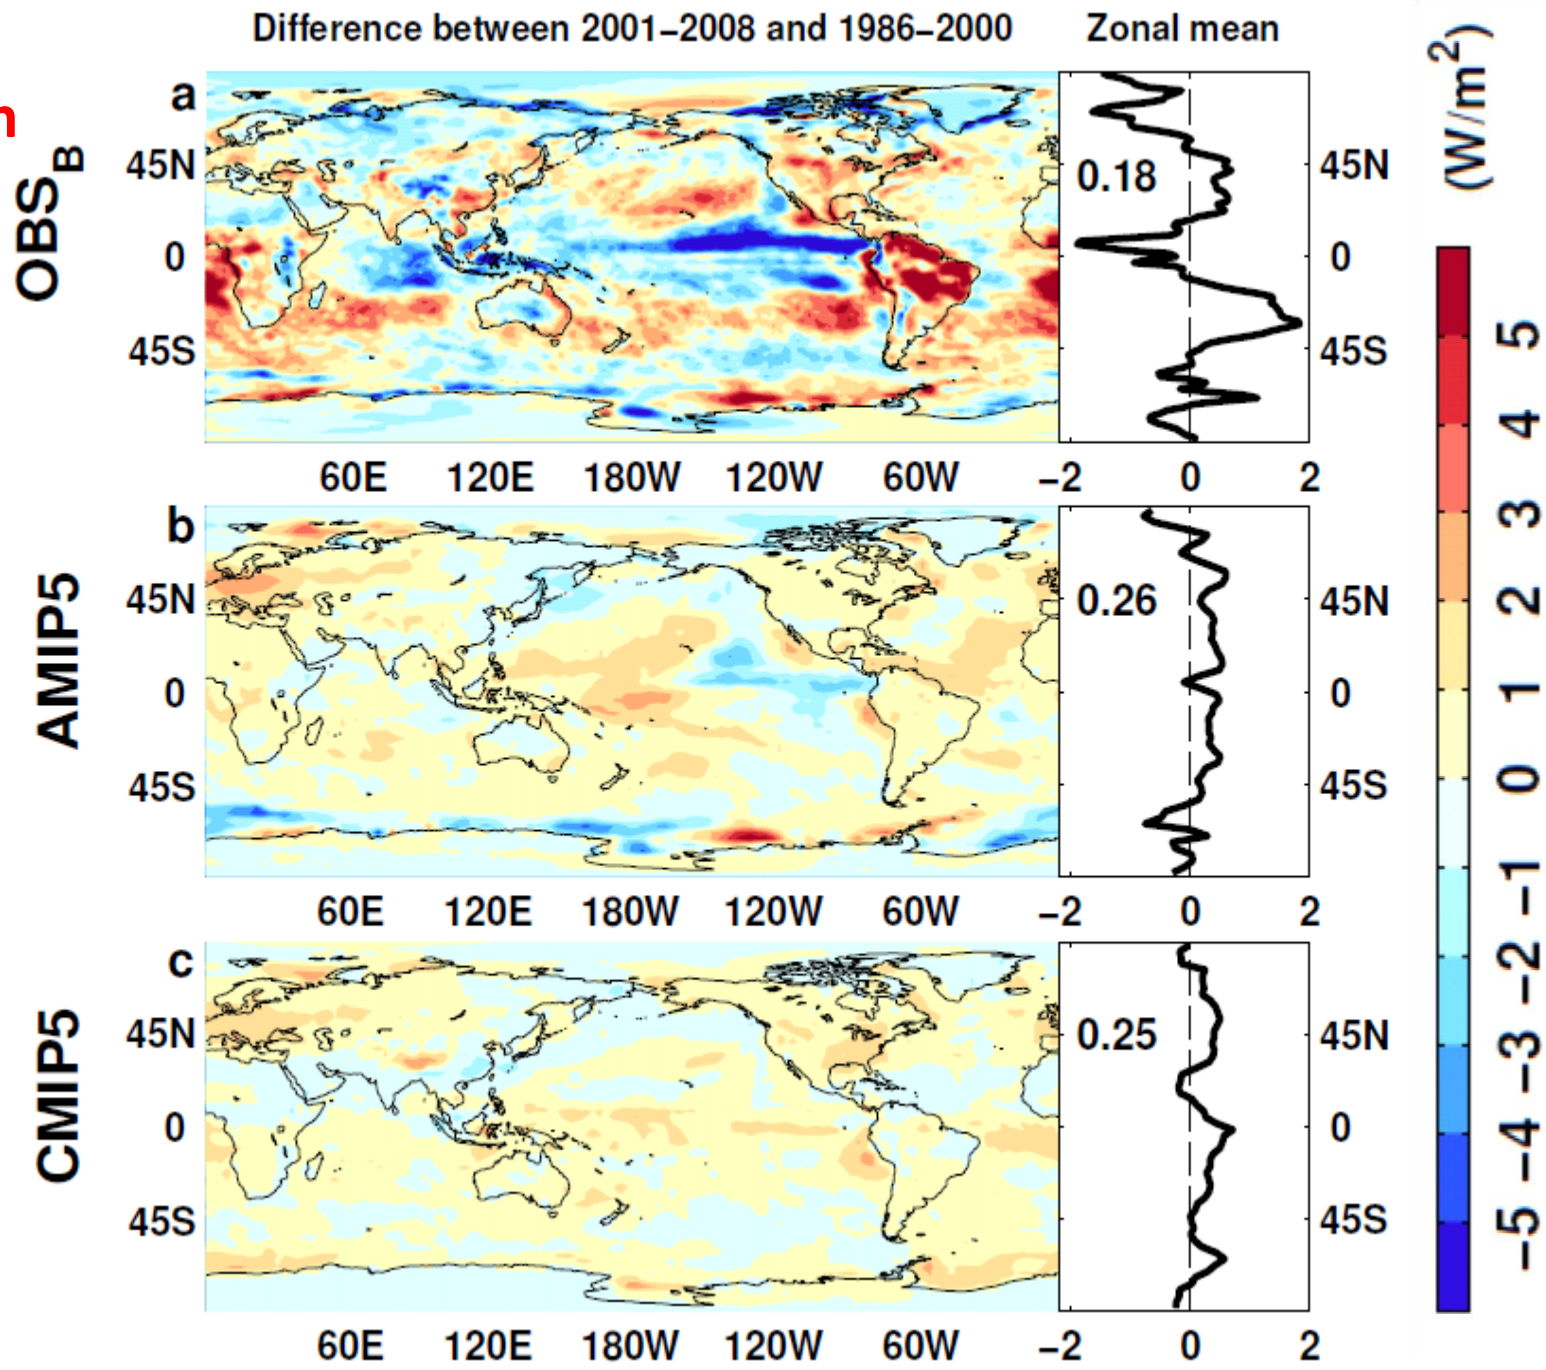 Difference between 2001–2008 and 1986–2000 Zonal mean
(W/m²)
n
a
OBS_B
45N
0
45S
0.18
45N
0
45S
60E 120E 180W 120W 60W −2 0 2
b
AMIP5
45N
0
45S
0.26
45N
0
45S
60E 120E 180W 120W 60W −2 0 2
c
CMIP5
45N
0
45S
0.25
45N
0
45S
60E 120E 180W 120W 60W −2 0 2
5
4
3
2
1
0
−1
−2
−3
−4
−5